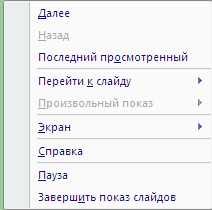 Далее
Назад
Последний просмотренный
Перейти к слайду
Произвольный показ
Экран
Справка
Пауза
Завершить показ слайдов